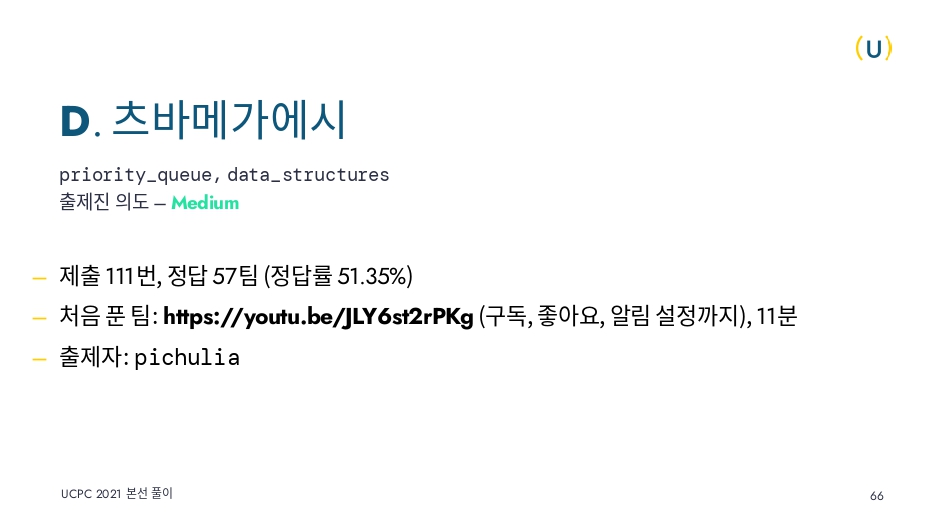 (U)
D. 츠바메가에시
priority_queue, data_structures
출제진 의도 – Medium
– 제출 111번, 정답 57팀 (정답률 51.35%)
– 처음 푼 팀: https://youtu.be/JLY6st2rPKg (구독, 좋아요, 알림 설정까지), 11분
– 출제자: pichulia
UCPC 2021 본선 풀이
66